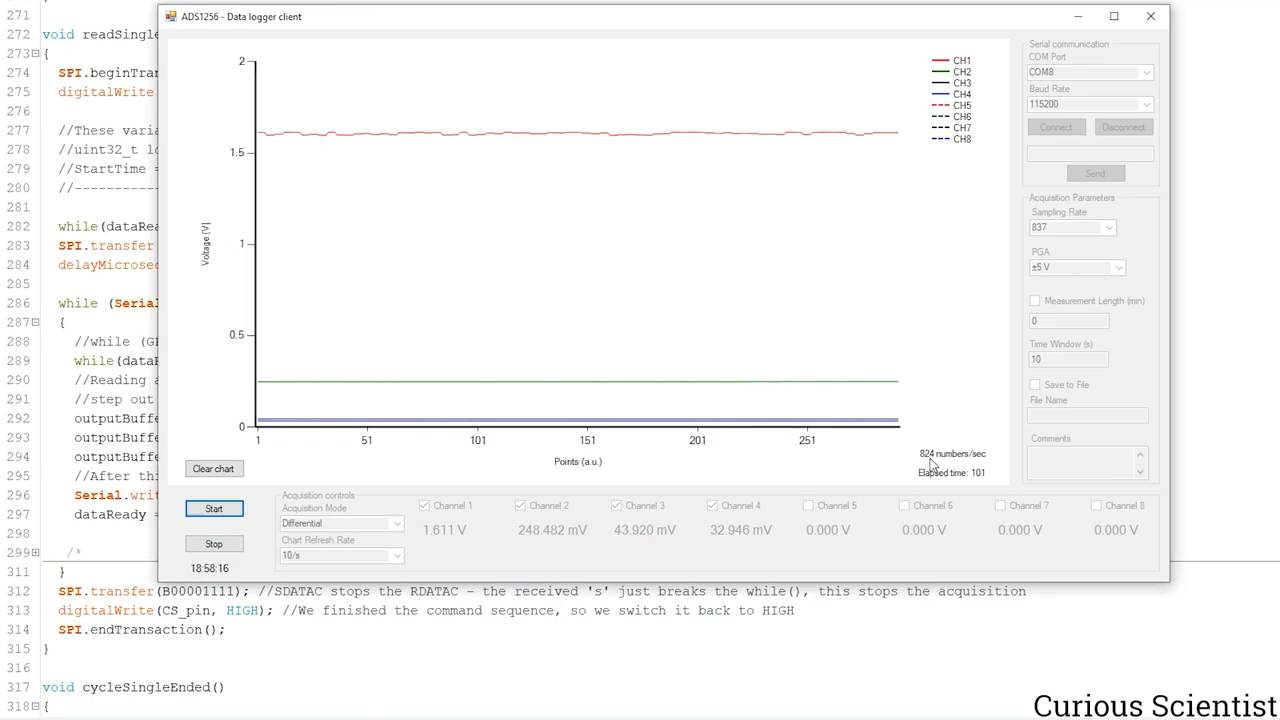 271
272 void readSingle
273 {
274 SPI.beginTran
275 digitalWrite
276
277 //These varia
278 //uint32_t lo
279 //StartTime =
280 //-----------
281
282 while(dataRea
283 SPI.transfer
284 delayMicrosec
285
286 while (Serial
287 {
288 //while (GP
289 while(dataR
290 //Reading a
291 //step out
292 outputBuffe
293 outputBuffe
294 outputBuffe
295 //After thi
296 Serial.writ
297 dataReady =
298
299 /*
311 }
312 SPI.transfer(B00001111); //SDATAC stops the RDATAC - the received 's' just breaks the while(), this stops the acquisition
313 digitalWrite(CS_pin, HIGH); //We finished the command sequence, so we switch it back to HIGH
314 SPI.endTransaction();
315 }
316
317 void cycleSingleEnded()
318 {
ADS1256 - Data logger client
2
1.5
1
0.5
0
Voltage [V]
1 51 101 151 201 251
Points (a.u.)
CH1
CH2
CH3
CH4
CH5
CH6
CH7
CH8
824 numbers/sec
Elapsed time: 101
Clear chart
Start
Stop
18:58:16
Acquisition controls
Acquisition Mode
Differential
Chart Refresh Rate
10/s
Channel 1 Channel 2 Channel 3 Channel 4 Channel 5 Channel 6 Channel 7 Channel 8
1.611 V 248.482 mV 43.920 mV 32.946 mV 0.000 V 0.000 V 0.000 V 0.000 V
Serial communication
COM Port
COM8
Baud Rate
115200
Connect Disconnect
Send
Acquisition Parameters
Sampling Rate
837
PGA
±5 V
Measurement Length (min)
0
Time Window (s)
10
Save to File
File Name
Comments
Curious Scientist